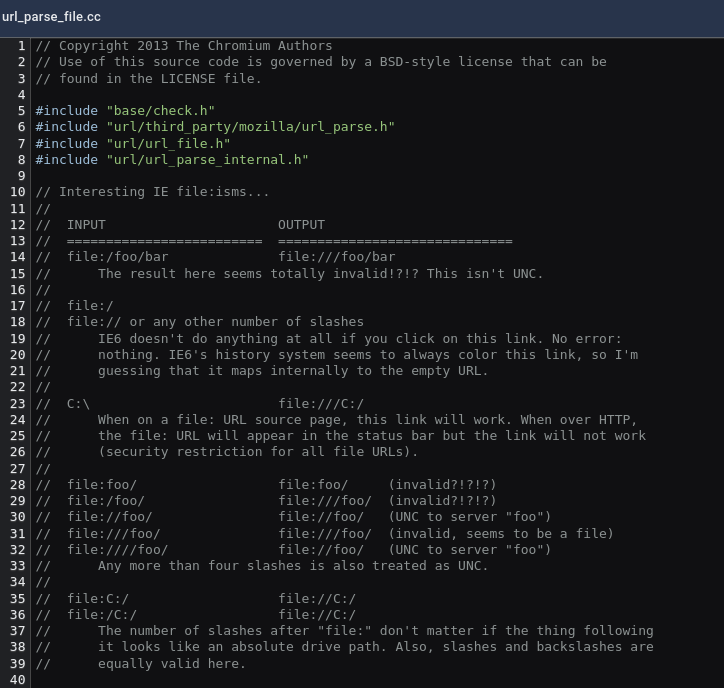 url_parse_file.cc
1 // Copyright 2013 The Chromium Authors
2 // Use of this source code is governed by a BSD-style license that can be
3 // found in the LICENSE file.
4
5 #include "base/check.h"
6 #include "url/third_party/mozilla/url_parse.h"
7 #include "url/url_file.h"
8 #include "url/url_parse_internal.h"
9
10 // Interesting IE file:isms...
11 //
12 //  INPUT                      OUTPUT
13 //  =========================  ==============================
14 //  file:/foo/bar              file:///foo/bar
15 //      The result here seems totally invalid!?!? This isn't UNC.
16 //
17 //  file:/
18 //  file:// or any other number of slashes
19 //      IE6 doesn't do anything at all if you click on this link. No error:
20 //      nothing. IE6's history system seems to always color this link, so I'm
21 //      guessing that it maps internally to the empty URL.
22 //
23 //  C:\                        file:///C:/
24 //      When on a file: URL source page, this link will work. When over HTTP,
25 //      the file: URL will appear in the status bar but the link will not work
26 //      (security restriction for all file URLs).
27 //
28 //  file:foo/                  file:foo/     (invalid?!?!?)
29 //  file:/foo/                 file:///foo/  (invalid?!?!?)
30 //  file://foo/                file://foo/   (UNC to server "foo")
31 //  file:///foo/               file:///foo/  (invalid, seems to be a file)
32 //  file:////foo/              file://foo/   (UNC to server "foo")
33 //      Any more than four slashes is also treated as UNC.
34 //
35 //  file:C:/                   file://C:/
36 //  file:/C:/                  file://C:/
37 //      The number of slashes after "file:" don't matter if the thing following
38 //      it looks like an absolute drive path. Also, slashes and backslashes are
39 //      equally valid here.
40